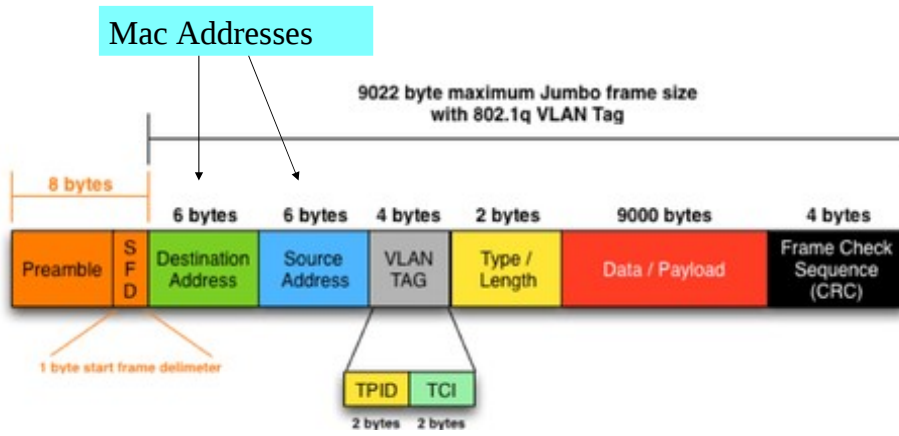 Mac Addresses
9022 byte maximum Jumbo frame size
with 802.1q VLAN Tag
8 bytes
6 bytes
6 bytes
4 bytes
2 bytes
9000 bytes
4 bytes
Preamble
S
F
D
Destination
Address
Source
Address
VLAN
TAG
Type /
Length
Data / Payload
Frame Check
Sequence
(CRC)
1 byte start frame delimeter
TPID
TCI
2 bytes
2 bytes